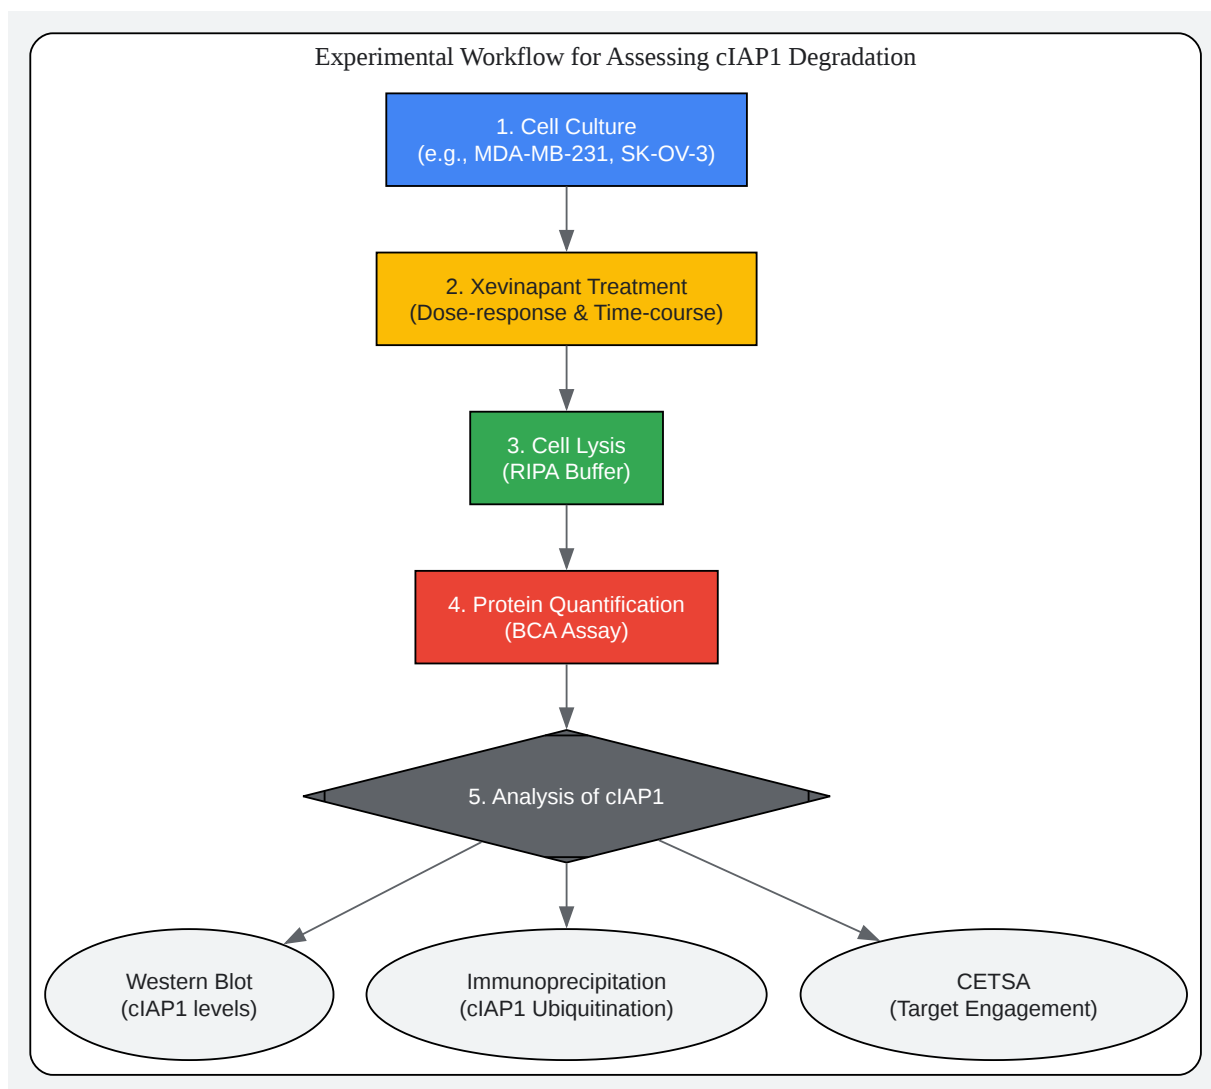 Experimental Workflow for Assessing cIAP1 Degradation
1. Cell Culture
(e.g., MDA-MB-231, SK-OV-3)
2. Xevinapant Treatment
(Dose-response & Time-course)
3. Cell Lysis
(RIPA Buffer)
4. Protein Quantification
(BCA Assay)
5. Analysis of cIAP1
Western Blot
(cIAP1 levels)
Immunoprecipitation
(cIAP1 Ubiquitination)
CETSA
(Target Engagement)